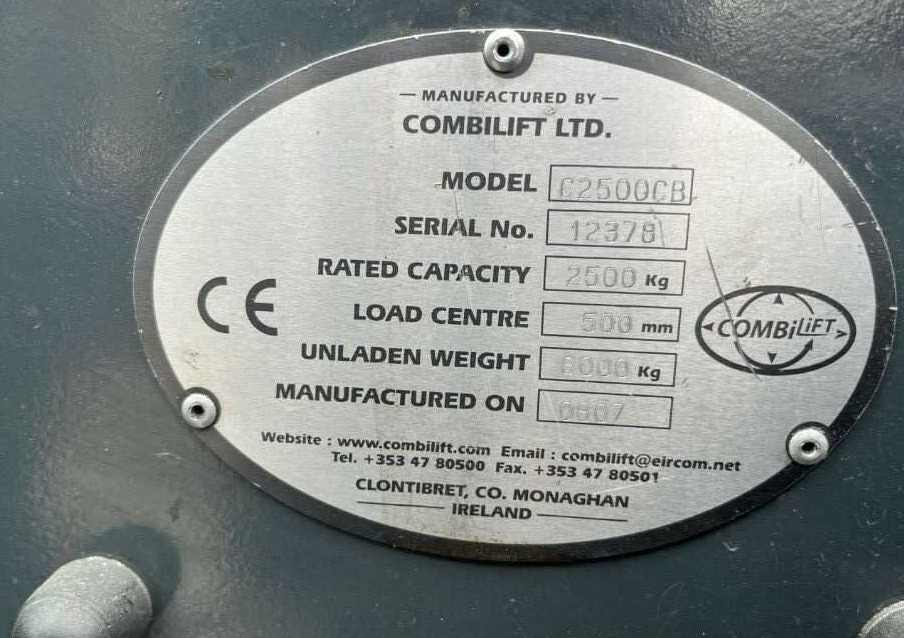 — MANUFACTURED BY —
COMBILIFT LTD.
MODEL C2500CB
SERIAL No. 12378
RATED CAPACITY 2500 Kg
LOAD CENTRE 500 mm
UNLADEN WEIGHT 6000 Kg
MANUFACTURED ON 0807
CE
COMBiLiFT
Website : www.combilift.com Email : combilift@eircom.net
Tel. +353 47 80500 Fax. +353 47 80501
CLONTIBRET, CO. MONAGHAN
IRELAND